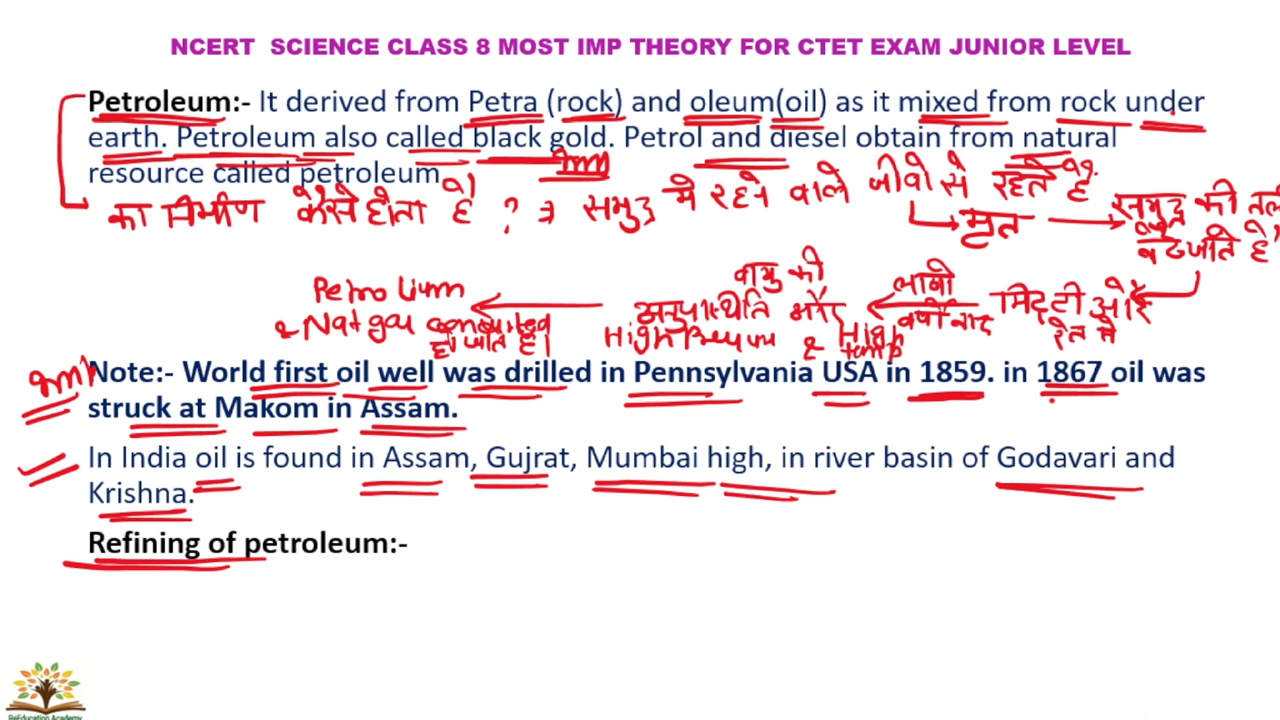 NCERT SCIENCE CLASS 8 MOST IMP THEORY FOR CTET EXAM JUNIOR LEVEL
Petroleum:- It derived from Petra (rock) and oleum(oil) as it mixed from rock under
earth. Petroleum also called black gold. Petrol and diesel obtain from natural
resource called petroleum
का निर्माण कैसे होता है ? समुद्र में रहने वाले जीवो से रहते है
मृत
समुद्र की तली
बैठ जाते है
Petrolium
& Nat gas
हो जाते है।
वायु की
अनुपस्थिति और
High
& High
temp
लाखो
वर्षो बाद
मिट्टी और
रेत मे
Imp Note:- World first oil well was drilled in Pennsylvania USA in 1859. in 1867 oil was
struck at Makom in Assam.
In India oil is found in Assam, Gujrat, Mumbai high, in river basin of Godavari and
Krishna.
Refining of petroleum:-
ReEducation Academy